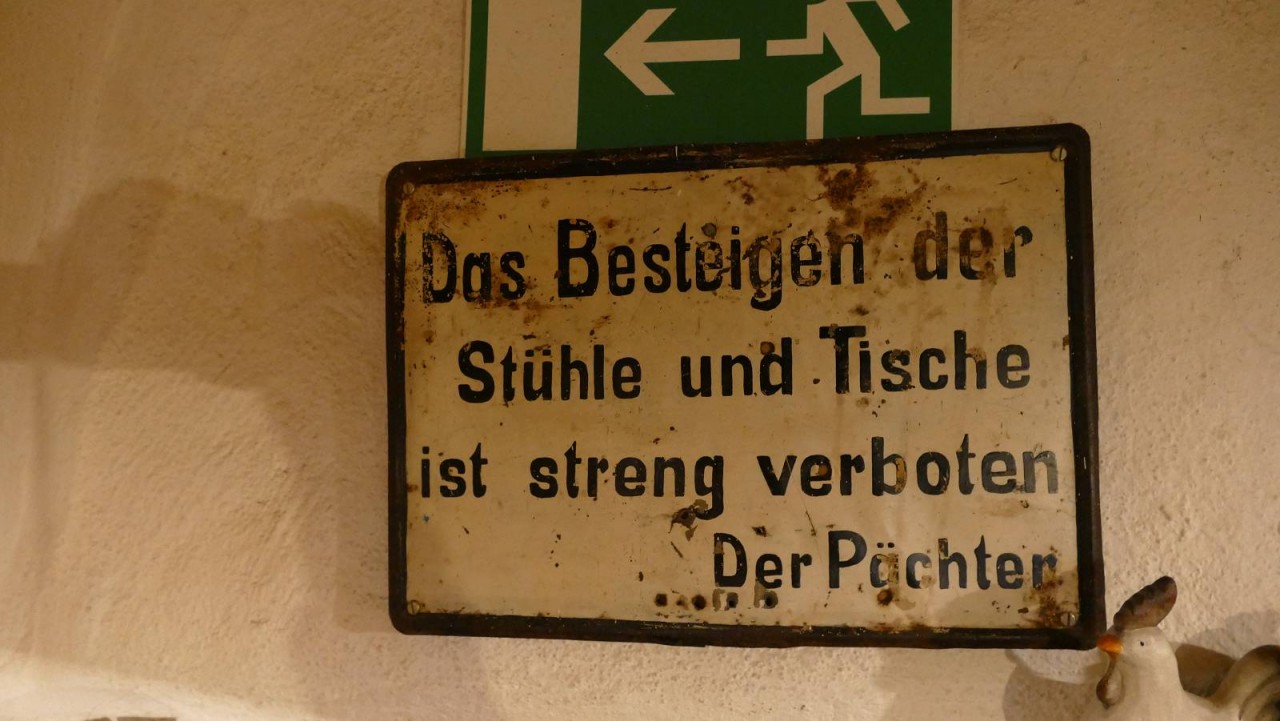 Das Besteigen der
Stühle und Tische
ist streng verboten
Der Pächter